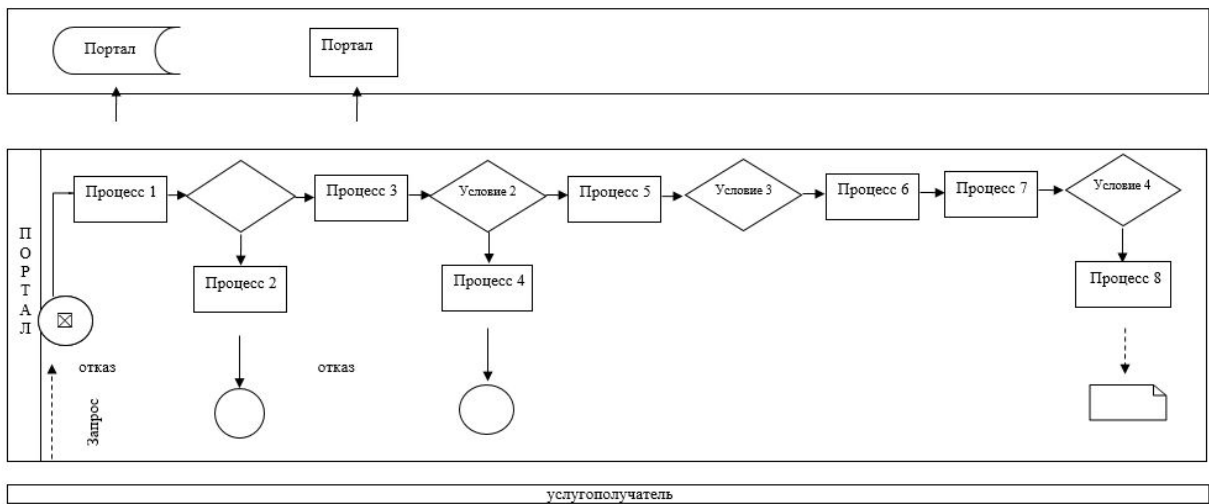 Портал
Портал
Процесс 1
Процесс 3
Условие 2
Процесс 5
Условие 3
Процесс 6
Процесс 7
Условие 4
ПОРТАЛ
Процесс 2
Процесс 4
Процесс 8
отказ
отказ
Запрос
услугополучатель